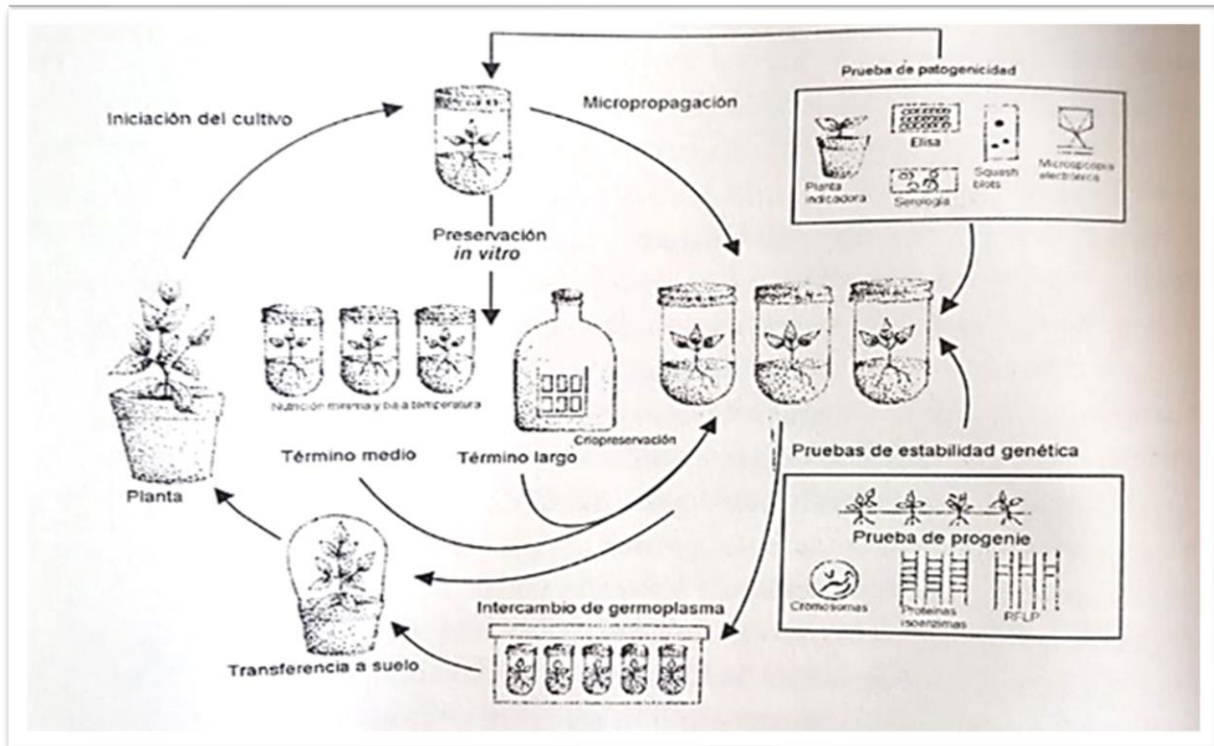 Prueba de patogenicidad
Iniciación del cultivo
Micropropagación
Elisa
Planta
indicadora
Serología
Squash
blots
Microscopía
electrónica
Preservación
in vitro
Nutrición mínima y baja temperatura
Criopreservación
Término medio
Término largo
Pruebas de estabilidad genética
Planta
Prueba de progenie
Cromosomas
Proteínas
isoenzimas
RFLP
Intercambio de germoplasma
Transferencia a suelo